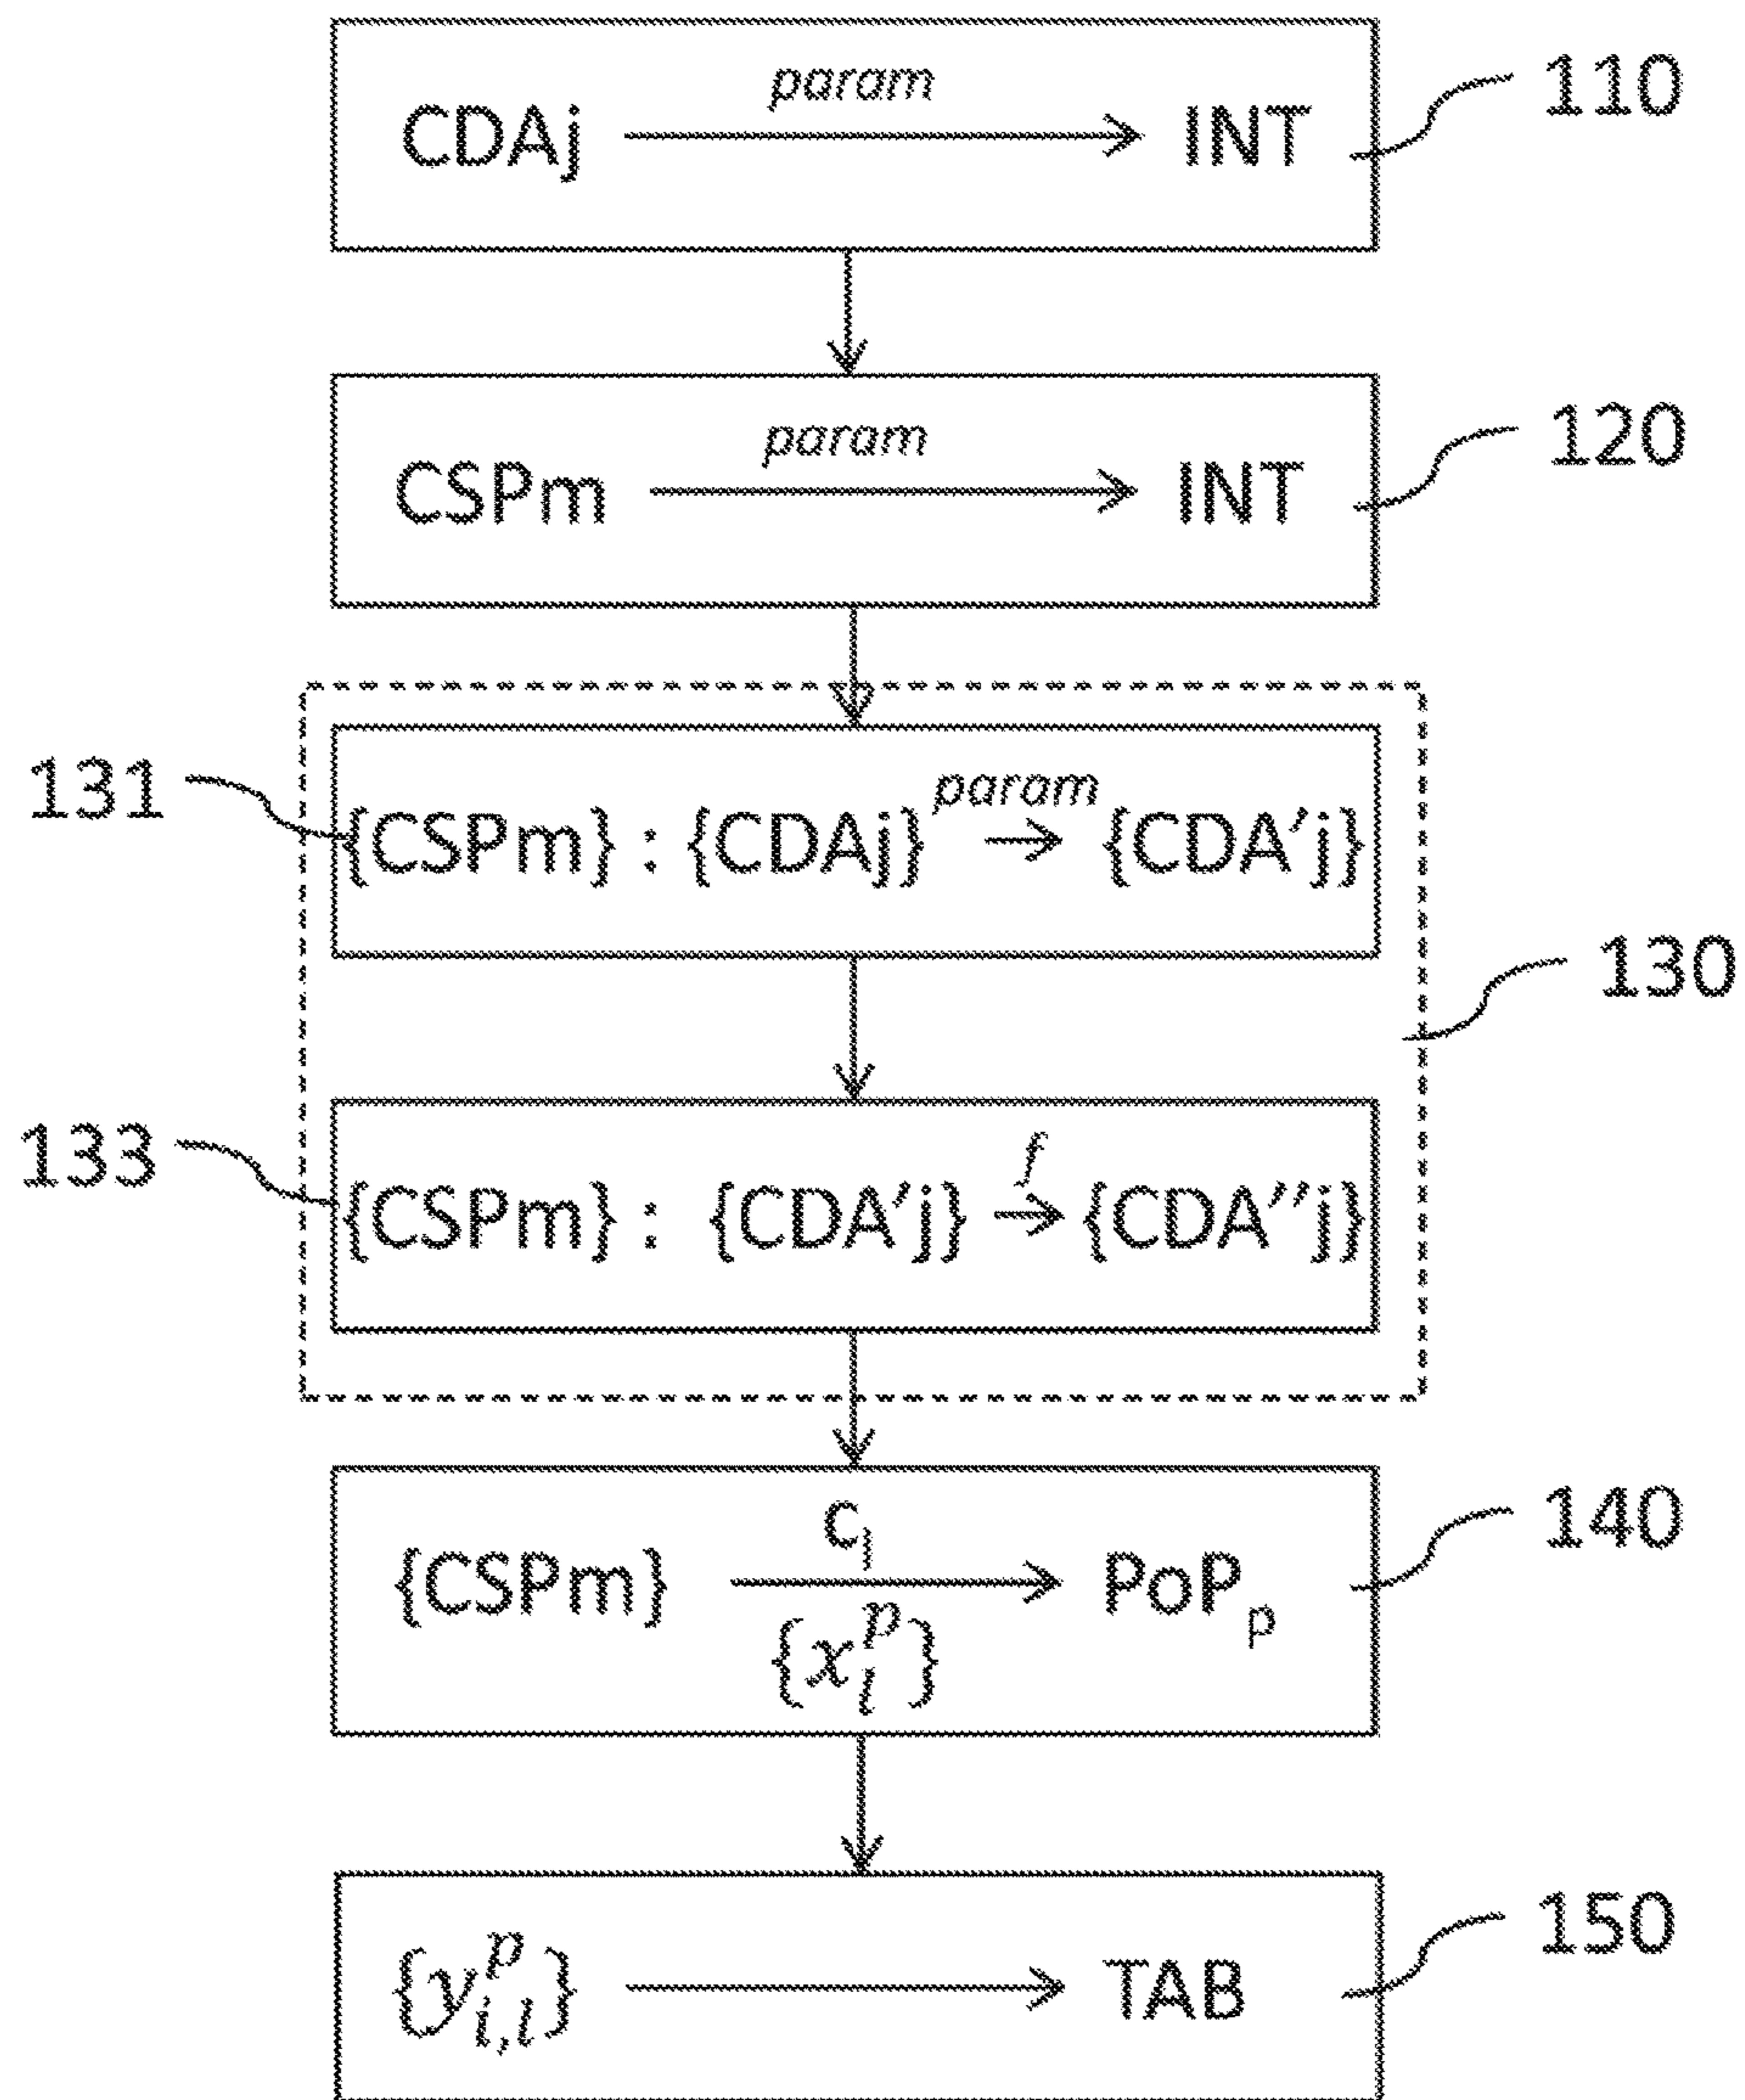 param
CDAj → INT
110
param
CSPm → INT
120
param
131
{CSPm} : {CDAj} → {CDA'j}
130
f
133
{CSPm} : {CDA'j} → {CDA''j}
c_l
{CSPm} → PoP_p
140
{x_l^p}
{y_{i,l}^p} → TAB
150